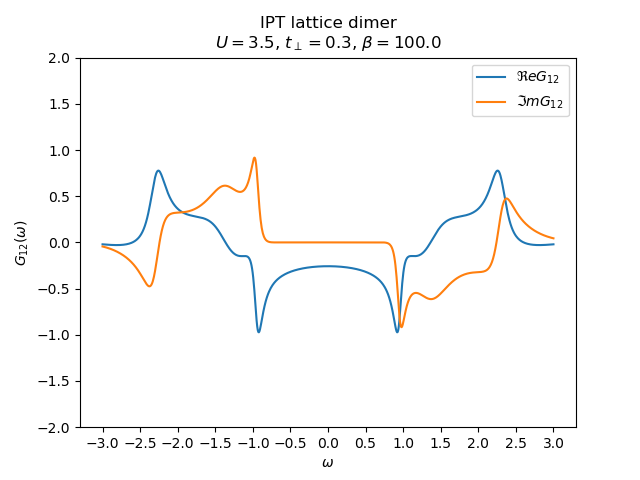 IPT lattice dimer
U = 3.5, t⊥ = 0.3, β = 100.0
ℜeG₁₂
ℑmG₁₂
G₁₂(ω)
2.0
1.5
1.0
0.5
0.0
−0.5
−1.0
−1.5
−2.0
−3.0 −2.5 −2.0 −1.5 −1.0 −0.5 0.0 0.5 1.0 1.5 2.0 2.5 3.0
ω